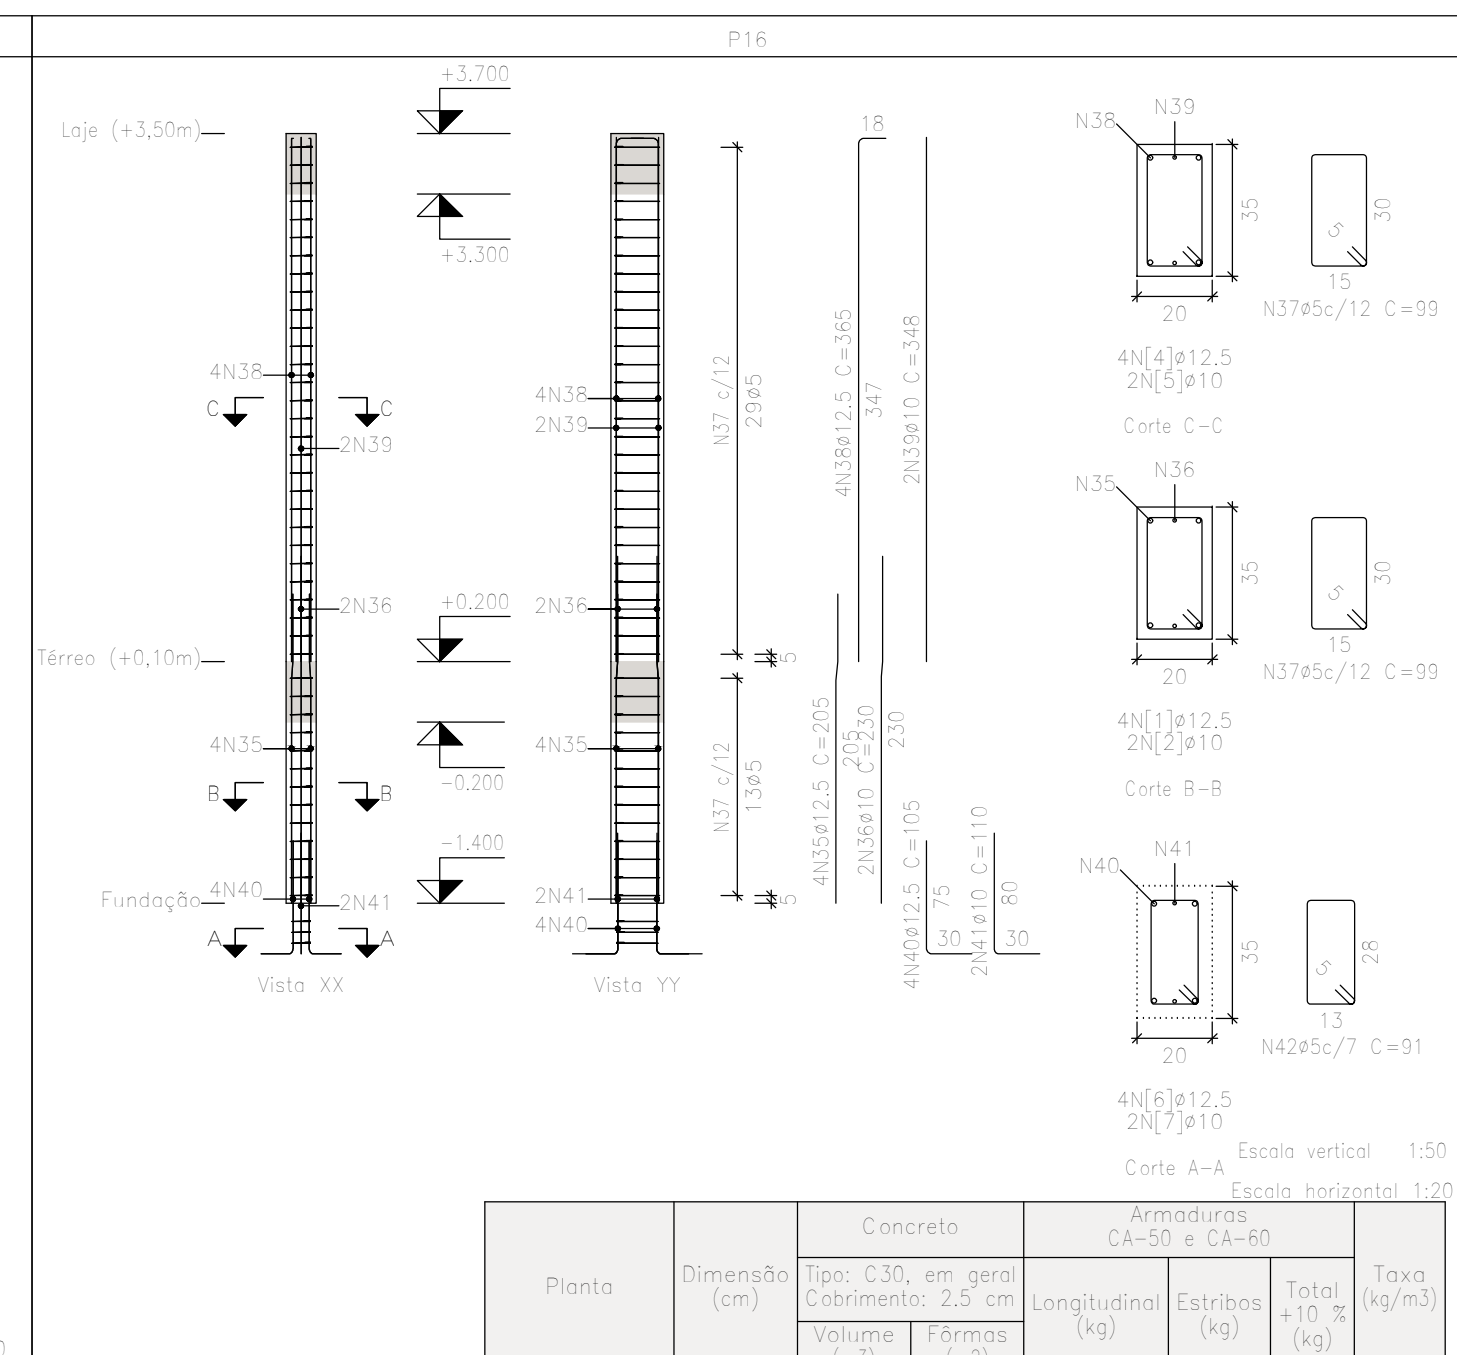 P16
+3.700
Laje (+3,50m)
+3.300
4N38
C
C
2N39
2N36
+0.200
Térreo (+0,10m)
4N35
-0.200
B
B
-1.400
Fundação
4N40
2N41
A
A
Vista XX
4N38
2N39
2N36
4N35
2N41
4N40
Vista YY
N37 c/12
29ø5
5
N37 c/12
13ø5
5
18
4N38ø12.5 C=365
347
2N39ø10 C=348
4N35ø12.5 C=205
205
2N36ø10 C=230
230
4N40ø12.5 C=105
75
30
2N41ø10 C=110
80
30
N38
N39
35
20
5
30
15
N37ø5c/12 C=99
4N[4]ø12.5
2N[5]ø10
Corte C-C
N35
N36
35
20
5
30
15
N37ø5c/12 C=99
4N[1]ø12.5
2N[2]ø10
Corte B-B
N40
N41
35
20
5
28
13
N42ø5c/7 C=91
4N[6]ø12.5
2N[7]ø10
Corte A-A
Escala vertical 1:50
Escala horizontal 1:20
Planta
Dimensão
(cm)
Concreto
Tipo: C30, em geral
Cobrimento: 2.5 cm
Volume
Fôrmas
Armaduras
CA-50 e CA-60
Longitudinal
(kg)
Estribos
(kg)
Total
+10 %
(kg)
Taxa
(kg/m3)